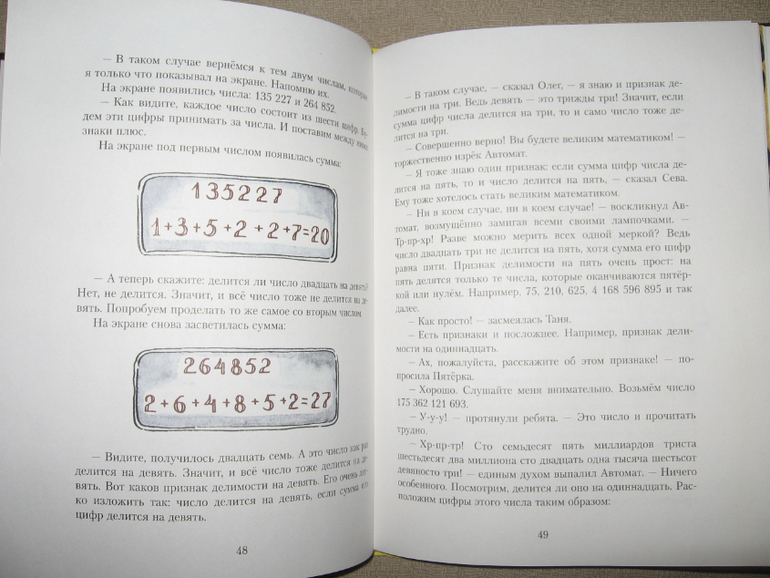 — В таком случае вернёмся к тем двум числам, которые
я только что показывал на экране. Напомню их.
На экране появились числа: 135 227 и 264 852.
— Как видите, каждое число состоит из шести цифр. Бу-
дем эти цифры принимать за числа. И поставим между ними
знаки плюс.
На экране под первым числом появилась сумма:
135227
1+3+5+2+2+7=20
— А теперь скажите: делится ли число двадцать на девять?
Нет, не делится. Значит, и всё число тоже не делится на де-
вять. Попробуем проделать то же самое со вторым числом.
На экране снова засветилась сумма:
264852
2+6+4+8+5+2=27
— Видите, получилось двадцать семь. А это число как раз
делится на девять. Значит, и всё число тоже делится на де-
вять. Вот каков признак делимости на девять. Его очень лег-
ко изложить так: число делится на девять, если сумма его
цифр делится на девять.
48
— В таком случае, — сказал Олег, — я знаю и признак де-
лимости на три. Ведь девять — это трижды три! Значит, если
сумма цифр числа делится на три, то и само число тоже де-
лится на три.
— Совершенно верно! Вы будете великим математиком! —
торжественно изрёк Автомат.
— Я тоже знаю один признак: если сумма цифр числа де-
лится на пять, то и число делится на пять, — сказал Сева.
Ему тоже хотелось стать великим математиком.
— Ни в коем случае, ни в коем случае! — воскликнул Ав-
томат, возмущённо замигав всеми своими лампочками. —
Тр-пр-хр! Разве можно мерить всех одной меркой? Ведь
число двадцать три не делится на пять, хотя сумма его цифр
равна пяти. Признак делимости на пять очень прост: на
пять делятся только те числа, которые оканчиваются пятёр-
кой или нулём. Например, 75, 210, 625, 4 168 596 895 и так
далее.
— Как просто! — засмеялась Таня.
— Есть признаки и посложнее. Например, признак дели-
мости на одиннадцать.
— Ах, пожалуйста, расскажите об этом признаке! — по-
просила Пятёрка.
— Хорошо. Слушайте меня внимательно. Возьмём число
175 362 121 693.
— У-у-у! — протянули ребята. — Это число и прочитать
трудно.
— Хр-пр-тр! Сто семьдесят пять миллиардов триста
шестьдесят два миллиона сто двадцать одна тысяча шестьсот
девяносто три! — единым духом выпалил Автомат. — Ничего
особенного. Посмотрим, делится ли оно на одиннадцать. Рас-
положим цифры этого числа таким образом:
49